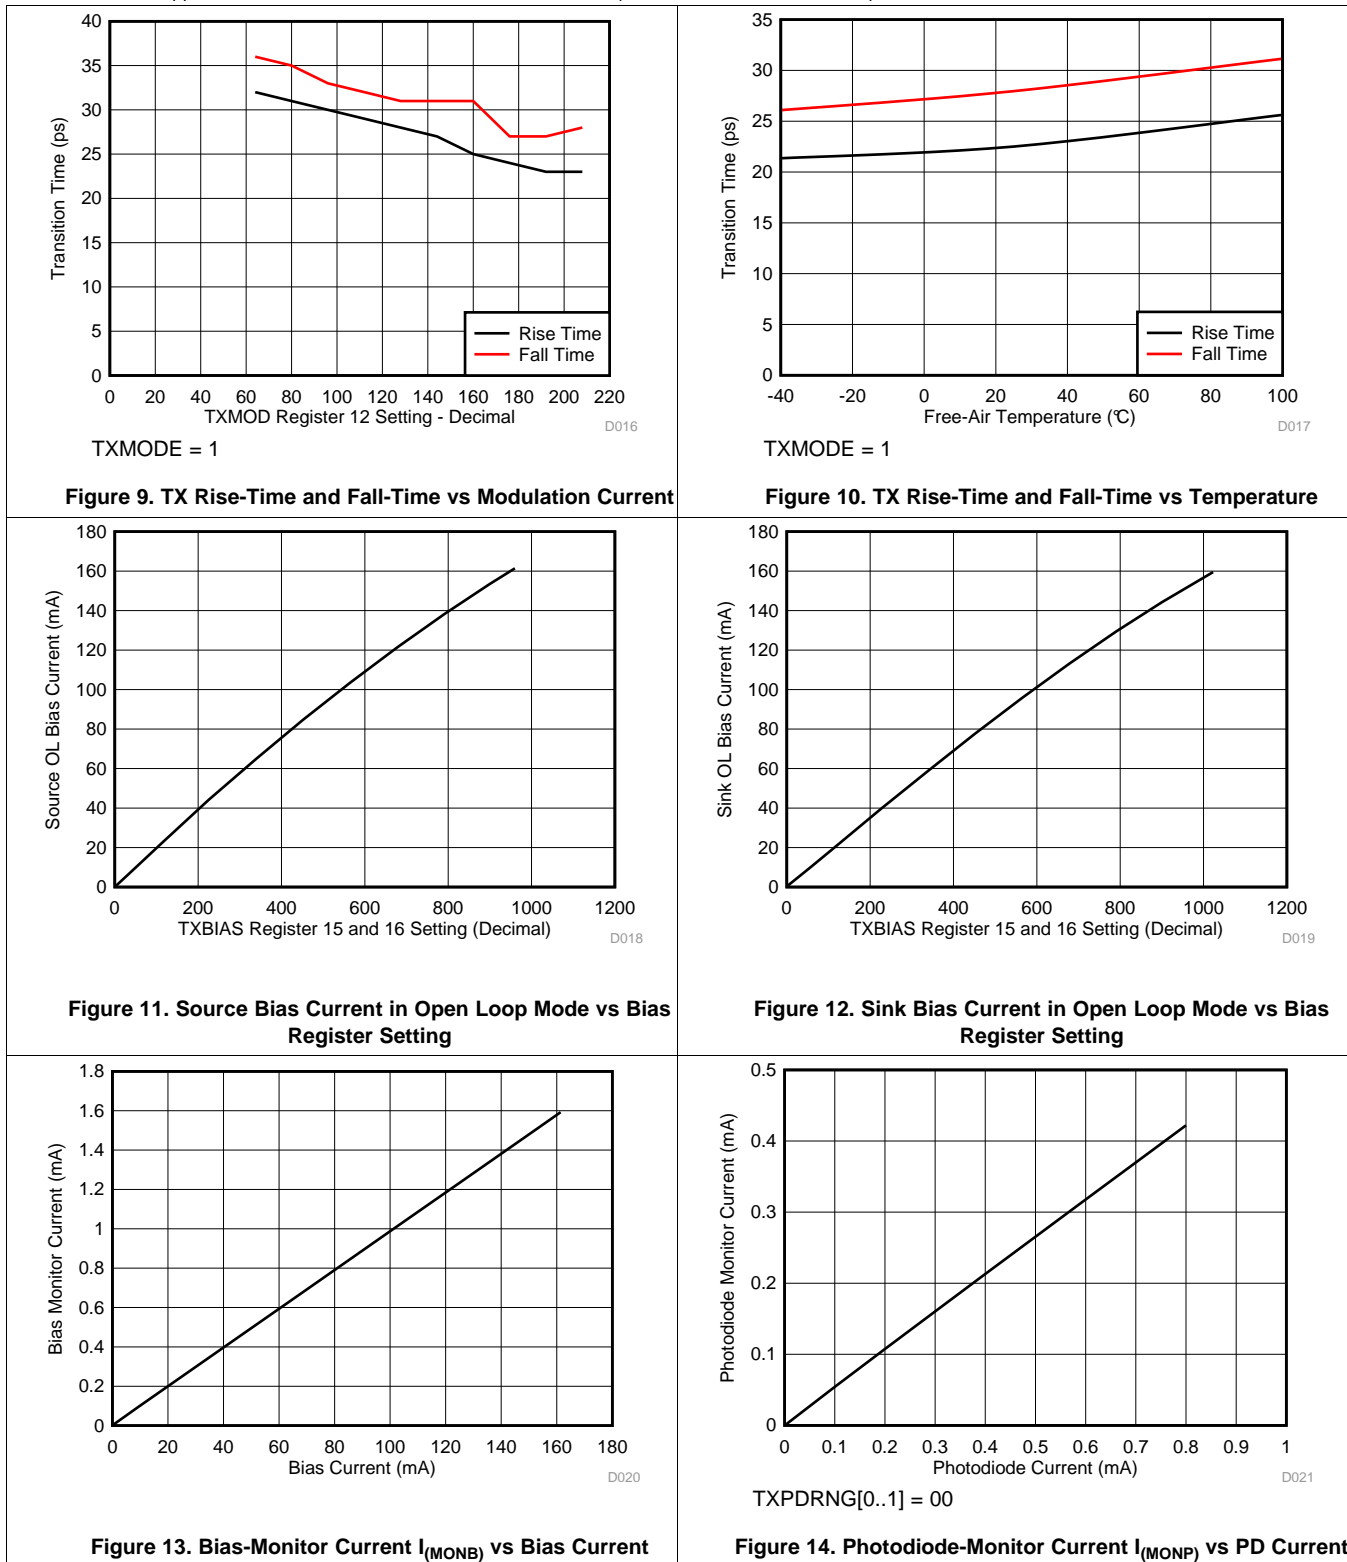 40
35
30
25
20
15
10
5
0
Transition Time (ps)
Rise Time
Fall Time
0 20 40 60 80 100 120 140 160 180 200 220
TXMOD Register 12 Setting - Decimal
D016
TXMODE = 1
Figure 9. TX Rise-Time and Fall-Time vs Modulation Current
35
30
25
20
15
10
5
0
Transition Time (ps)
Rise Time
Fall Time
-40 -20 0 20 40 60 80 100
Free-Air Temperature (°C)
D017
TXMODE = 1
Figure 10. TX Rise-Time and Fall-Time vs Temperature
180
160
140
120
100
80
60
40
20
0
Source OL Bias Current (mA)
0 200 400 600 800 1000 1200
TXBIAS Register 15 and 16 Setting (Decimal)
D018
Figure 11. Source Bias Current in Open Loop Mode vs Bias
Register Setting
180
160
140
120
100
80
60
40
20
0
Sink OL Bias Current (mA)
0 200 400 600 800 1000 1200
TXBIAS Register 15 and 16 Setting (Decimal)
D019
Figure 12. Sink Bias Current in Open Loop Mode vs Bias
Register Setting
1.8
1.6
1.4
1.2
1
0.8
0.6
0.4
0.2
0
Bias Monitor Current (mA)
0 20 40 60 80 100 120 140 160 180
Bias Current (mA)
D020
Figure 13. Bias-Monitor Current I(MONB) vs Bias Current
0.5
0.4
0.3
0.2
0.1
0
Photodiode Monitor Current (mA)
0 0.1 0.2 0.3 0.4 0.5 0.6 0.7 0.8 0.9 1
Photodiode Current (mA)
D021
TXPDRNG[0..1] = 00
Figure 14. Photodiode-Monitor Current I(MONP) vs PD Current